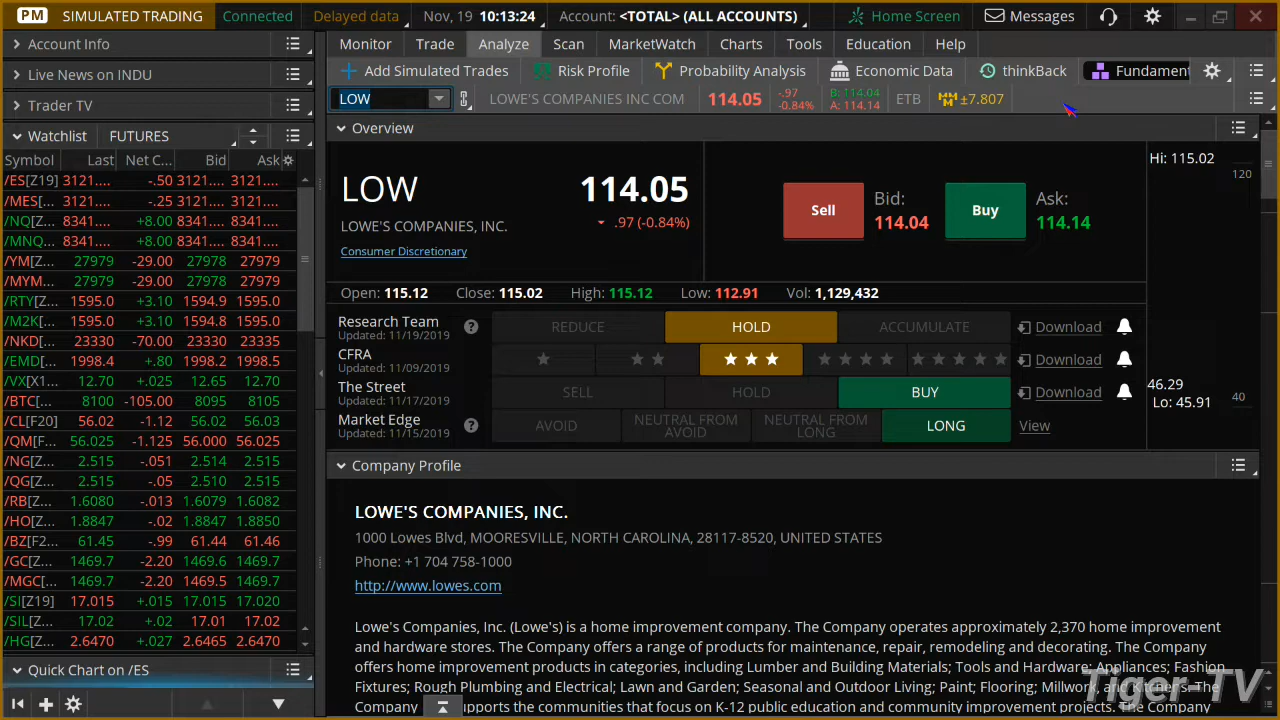 PM SIMULATED TRADING Connected Delayed data Nov, 19 10:13:24 Account: <TOTAL> (ALL ACCOUNTS) Home Screen Messages
Account Info
Live News on INDU
Trader TV
Watchlist FUTURES
Symbol Last Net C... Bid Ask
/ES[Z19] 3121.... -.50 3121.... 3121....
/MES[... 3121.... -.25 3121.... 3121....
/NQ[Z... 8341.... +8.00 8341.... 8341....
/MNQ... 8341.... +8.00 8341.... 8341....
/YM[Z... 27979 -29.00 27978 27979
/MYM... 27979 -29.00 27978 27979
/RTY[Z... 1595.0 +3.10 1594.9 1595.0
/M2K[... 1595.0 +3.10 1594.8 1595.0
/NKD[... 23330 -70.00 23330 23335
/EMD[... 1998.4 +.80 1998.2 1998.5
/VX[X1... 12.70 +.025 12.65 12.70
/BTC[... 8100 -105.00 8095 8105
/CL[F20] 56.02 -1.12 56.02 56.03
/QM[F... 56.025 -1.125 56.000 56.025
/NG[Z... 2.515 -.051 2.514 2.515
/QG[Z... 2.515 -.05 2.510 2.515
/RB[Z... 1.6080 -.013 1.6079 1.6082
/HO[Z... 1.8847 -.02 1.8847 1.8850
/BZ[F2... 61.45 -.99 61.44 61.46
/GC[Z... 1469.7 -2.20 1469.6 1469.7
/MGC[... 1469.7 -2.20 1469.5 1469.7
/SI[Z19] 17.015 +.015 17.015 17.020
/SIL[Z... 17.02 +.02 17.01 17.02
/HG[Z... 2.6470 +.027 2.6465 2.6470
Quick Chart on /ES
Monitor Trade Analyze Scan MarketWatch Charts Tools Education Help
Add Simulated Trades Risk Profile Probability Analysis Economic Data thinkBack Fundament
LOW LOWE'S COMPANIES INC COM 114.05 -.97 -0.84% B: 114.04 A: 114.14 ETB ±7.807
Overview
LOW 114.05
LOWE'S COMPANIES, INC. .97 (-0.84%)
Consumer Discretionary
Sell Bid: 114.04 Buy Ask: 114.14
Hi: 115.02
120
46.29
40
Lo: 45.91
Open: 115.12 Close: 115.02 High: 115.12 Low: 112.91 Vol: 1,129,432
Research Team REDUCE HOLD ACCUMULATE Download
Updated: 11/19/2019
CFRA ★ ★★ ★★★ ★★★★ ★★★★★ Download
Updated: 11/09/2019
The Street SELL HOLD BUY Download
Updated: 11/17/2019
Market Edge AVOID NEUTRAL FROM AVOID NEUTRAL FROM LONG LONG View
Updated: 11/15/2019
Company Profile
LOWE'S COMPANIES, INC.
1000 Lowes Blvd, MOORESVILLE, NORTH CAROLINA, 28117-8520, UNITED STATES
Phone: +1 704 758-1000
http://www.lowes.com
Lowe's Companies, Inc. (Lowe's) is a home improvement company. The Company operates approximately 2,370 home improvement
and hardware stores. The Company offers a range of products for maintenance, repair, remodeling and decorating. The Company
offers home improvement products in categories, including Lumber and Building Materials; Tools and Hardware; Appliances; Fashion
Fixtures; Rough Plumbing and Electrical; Lawn and Garden; Seasonal and Outdoor Living; Paint; Flooring; Millwork, and Kitchens. The
Company supports the communities that focus on K-12 public education and community improvement projects. The Company
Tiger-TV